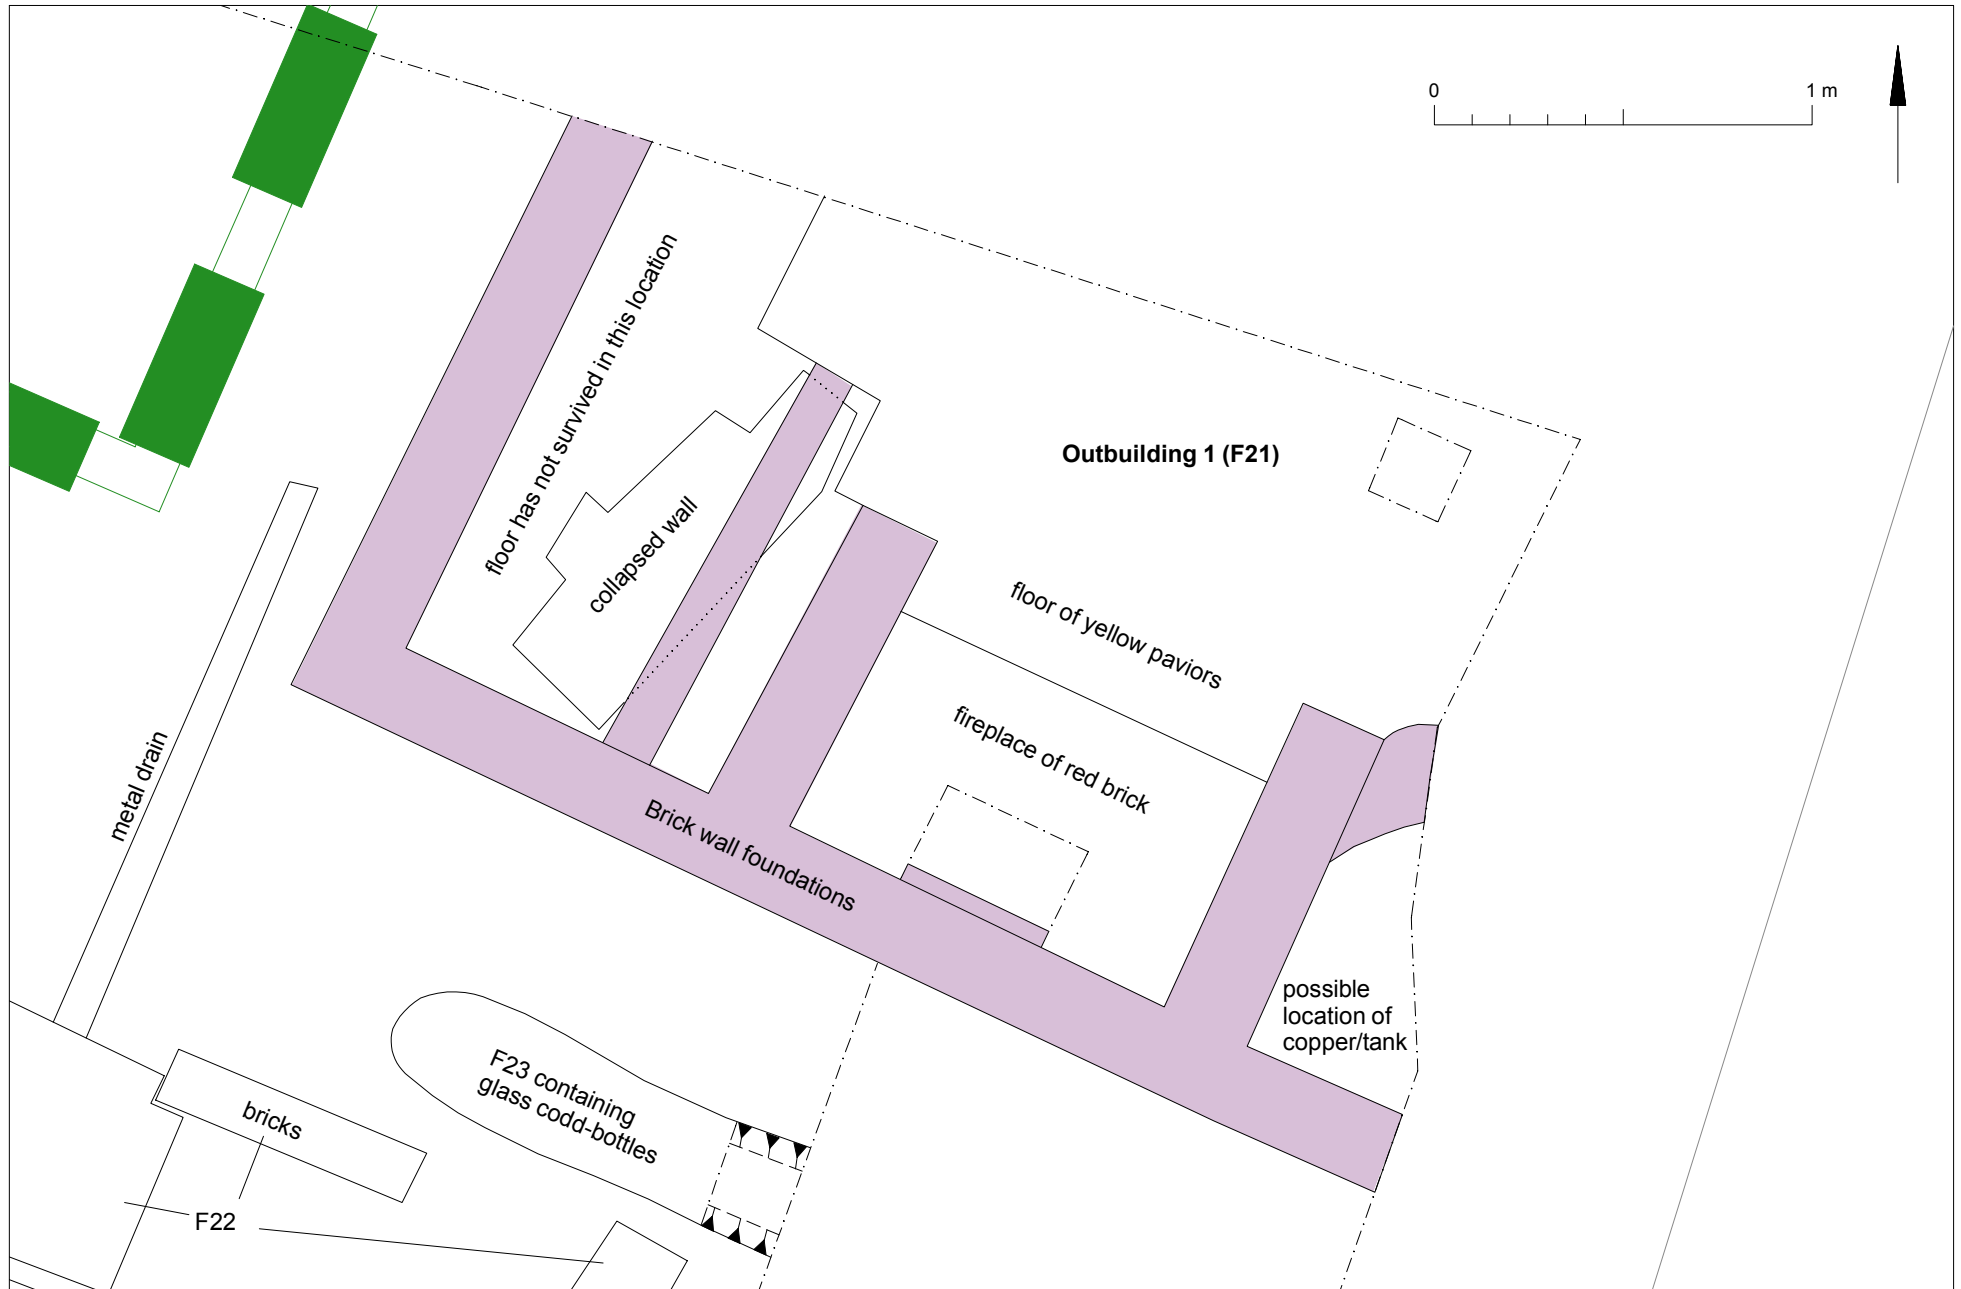 0
1 m
floor has not survived in this location
collapsed wall
Outbuilding 1 (F21)
floor of yellow paviors
fireplace of red brick
metal drain
Brick wall foundations
possible
location of
copper/tank
F23 containing
glass codd-bottles
bricks
F22